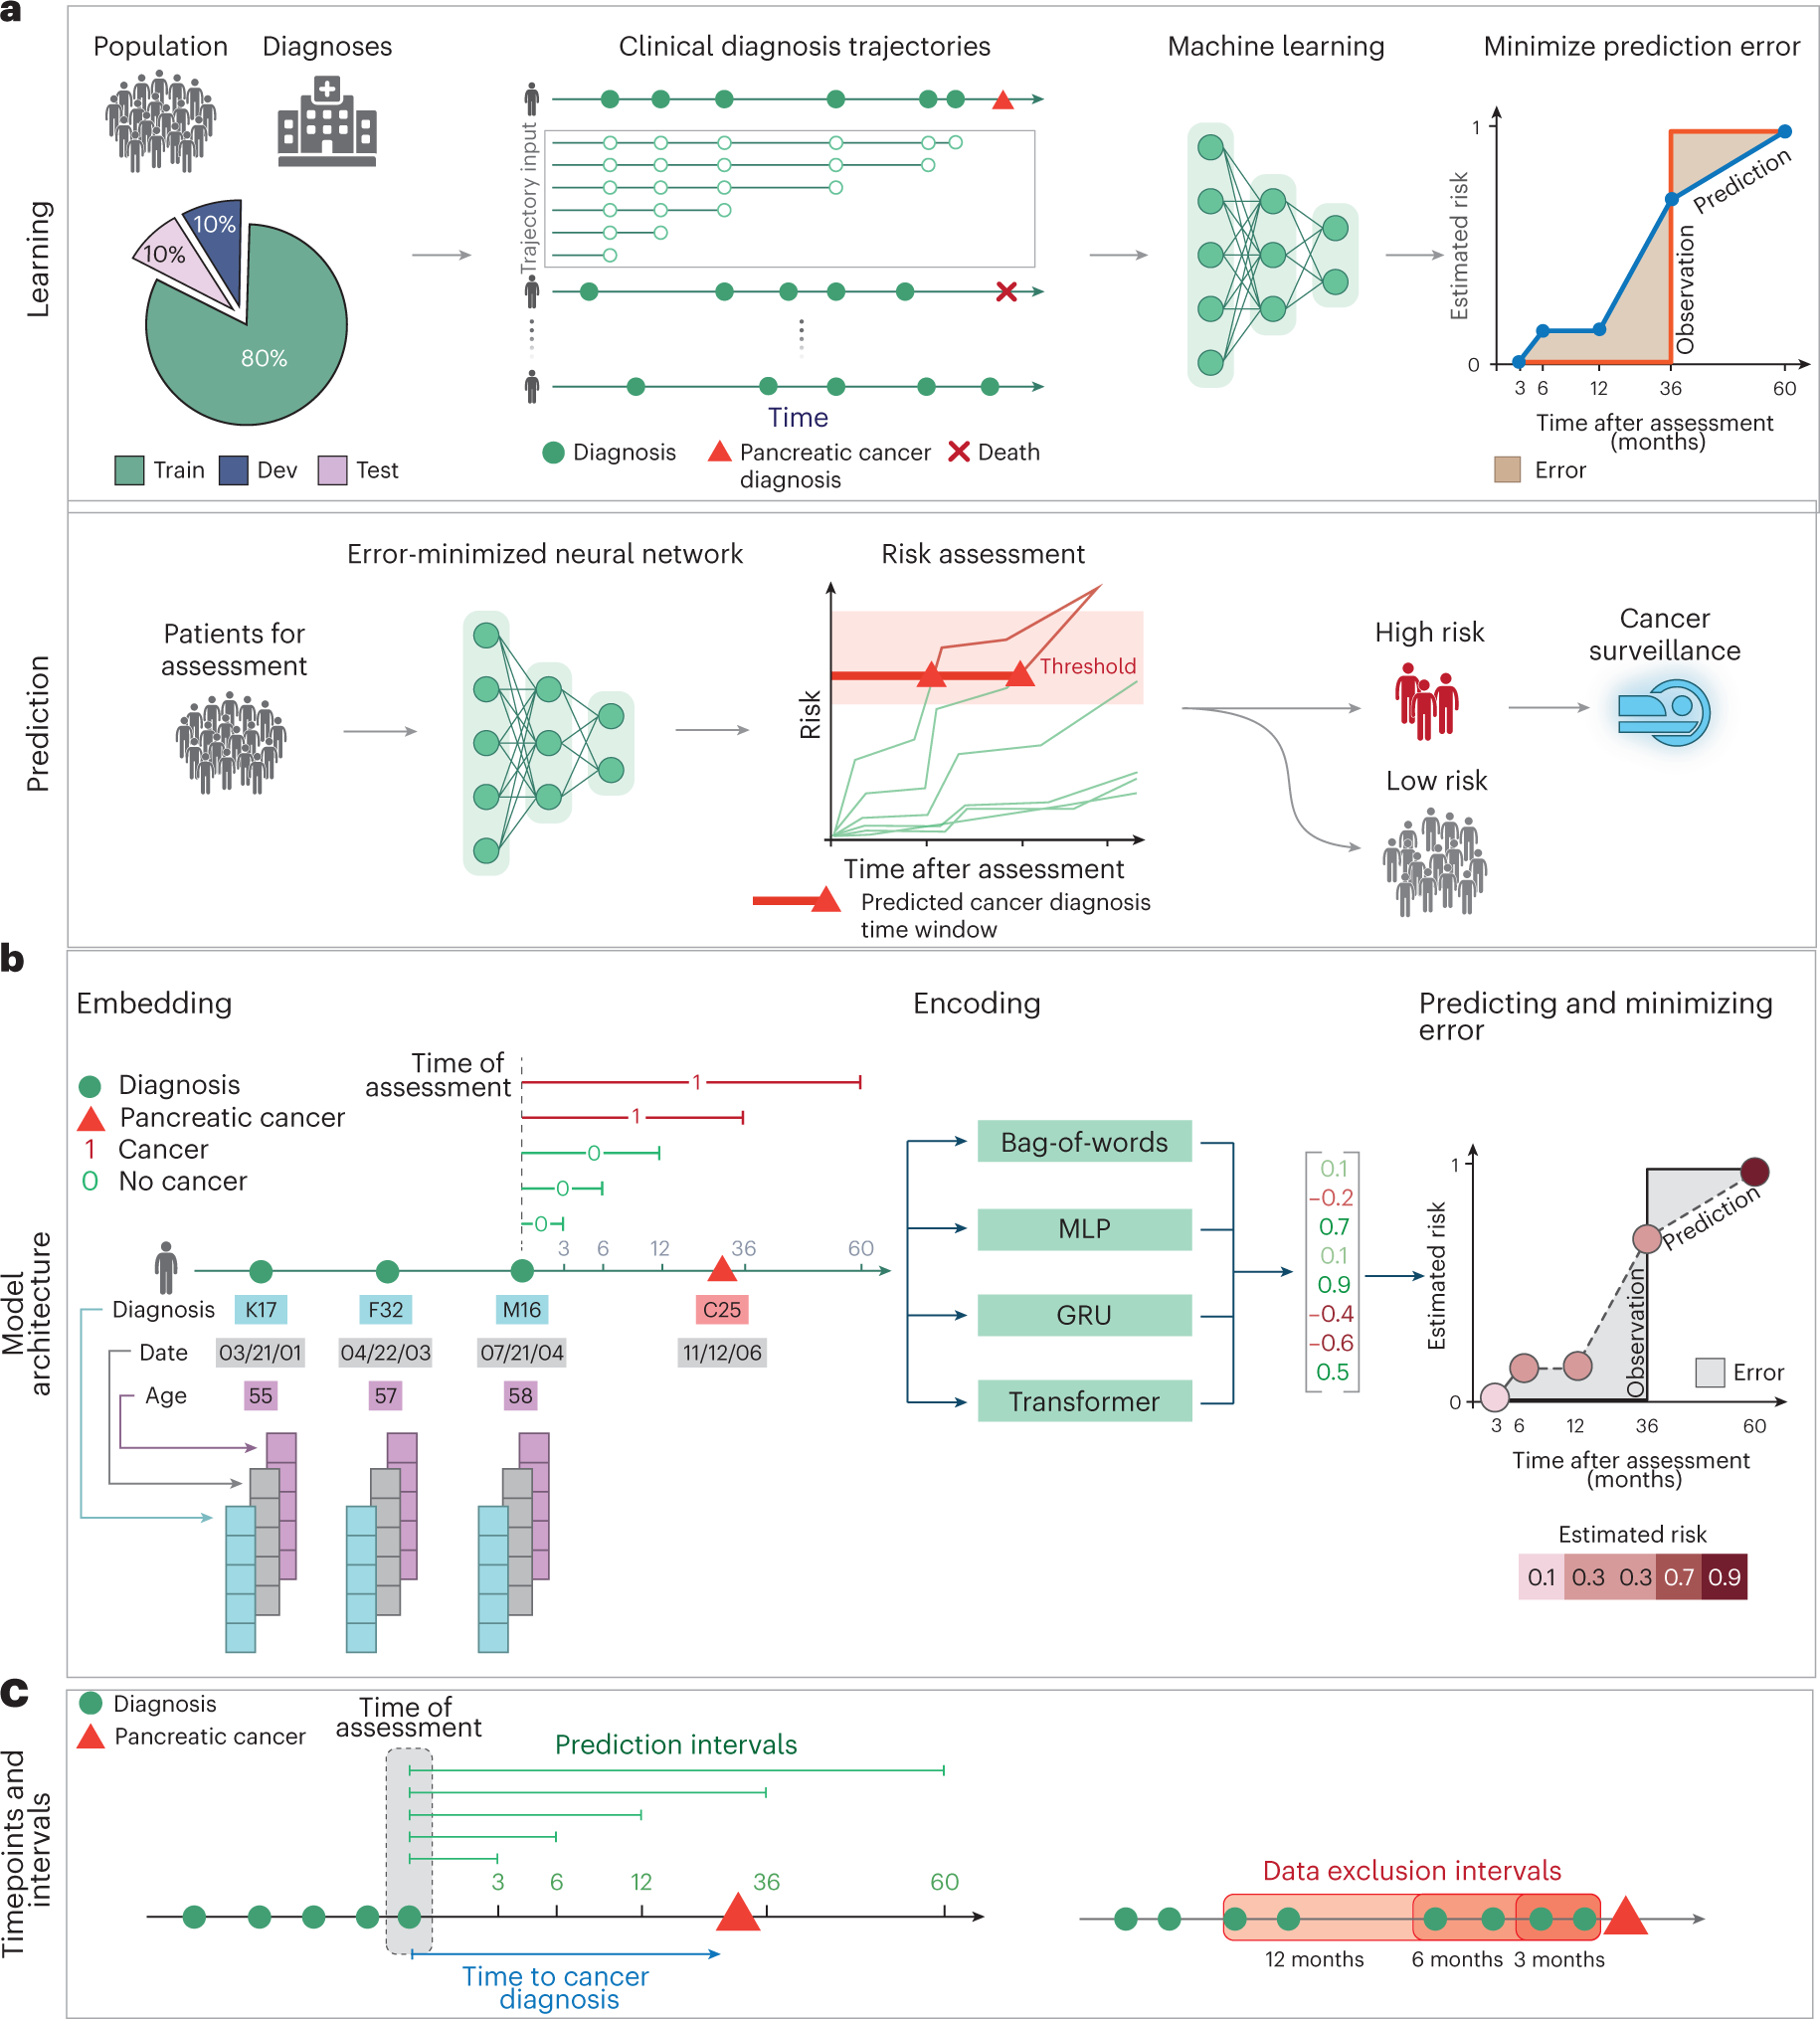 a
Population
Diagnoses
Clinical diagnosis trajectories
Machine learning
Minimize prediction error
Learning
10%
10%
80%
Train
Dev
Test
Trajectory input
Time
Diagnosis
Pancreatic cancer
diagnosis
Death
1
0
Estimated risk
Observation
Prediction
3 6 12 36 60
Time after assessment
(months)
Error
Prediction
Error-minimized neural network
Risk assessment
Patients for
assessment
Risk
Threshold
Time after assessment
Predicted cancer diagnosis
time window
High risk
Low risk
Cancer
surveillance
b
Model
architecture
Embedding
Encoding
Predicting and minimizing
error
Diagnosis
Pancreatic cancer
1 Cancer
0 No cancer
Time of
assessment
1
1
0
0
0
3 6 12 36 60
Diagnosis K17 F32 M16 C25
Date 03/21/01 04/22/03 07/21/04 11/12/06
Age 55 57 58
Bag-of-words
MLP
GRU
Transformer
0.1
−0.2
0.7
0.1
0.9
−0.4
−0.6
0.5
1
0
Estimated risk
Observation
Prediction
Error
3 6 12 36 60
Time after assessment
(months)
Estimated risk
0.1 0.3 0.3 0.7 0.9
c
Timepoints and
intervals
Diagnosis
Pancreatic cancer
Time of
assessment
Prediction intervals
3 6 12 36 60
Time to cancer
diagnosis
Data exclusion intervals
12 months 6 months 3 months